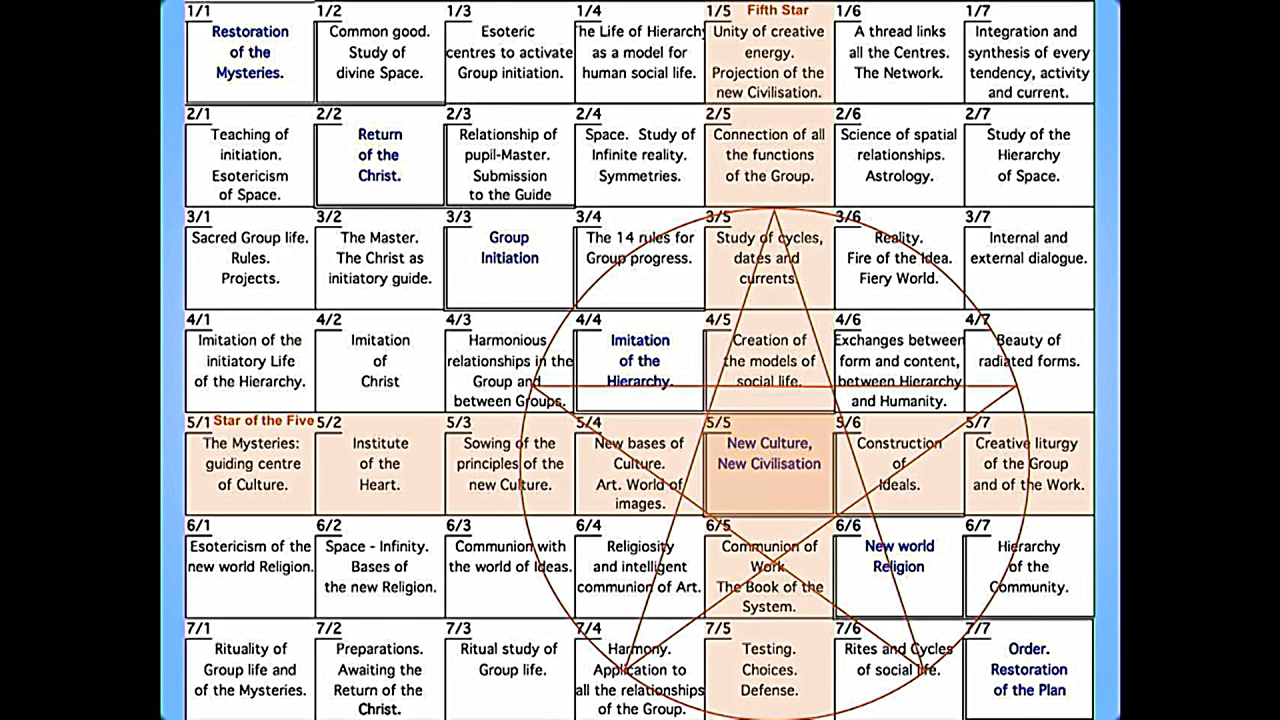 1/1
Restoration
of the
Mysteries.
1/2
Common good.
Study of
divine Space.
1/3
Esoteric
centres to activate
Group initiation.
1/4
The Life of Hierarchy
as a model for
human social life.
1/5 Fifth Star
Unity of creative
energy.
Projection of the
new Civilisation.
1/6
A thread links
all the Centres.
The Network.
1/7
Integration and
synthesis of every
tendency, activity
and current.
2/1
Teaching of
initiation.
Esotericism
of Space.
2/2
Return
of the
Christ.
2/3
Relationship of
pupil-Master.
Submission
to the Guide
2/4
Space. Study of
Infinite reality.
Symmetries.
2/5
Connection of all
the functions
of the Group.
2/6
Science of spatial
relationships.
Astrology.
2/7
Study of the
Hierarchy
of Space.
3/1
Sacred Group life.
Rules.
Projects.
3/2
The Master.
The Christ as
initiatory guide.
3/3
Group
Initiation
3/4
The 14 rules for
Group progress.
3/5
Study of cycles,
dates and
currents.
3/6
Reality.
Fire of the Idea.
Fiery World.
3/7
Internal and
external dialogue.
4/1
Imitation of the
initiatory Life
of the Hierarchy.
4/2
Imitation
of
Christ
4/3
Harmonious
relationships in the
Group and
between Groups.
4/4
Imitation
of the
Hierarchy.
4/5
Creation of
the models of
social life.
4/6
Exchanges between
form and content,
between Hierarchy
and Humanity.
4/7
Beauty of
radiated forms.
5/1 Star of the Five
The Mysteries:
guiding centre
of Culture.
5/2
Institute
of the
Heart.
5/3
Sowing of the
principles of the
new Culture.
5/4
New bases of
Culture.
Art. World of
images.
5/5
New Culture,
New Civilisation
5/6
Construction
of
Ideals.
5/7
Creative liturgy
of the Group
and of the Work.
6/1
Esotericism of the
new world Religion.
6/2
Space - Infinity.
Bases of
the new Religion.
6/3
Communion with
the world of Ideas.
6/4
Religiosity
and intelligent
communion of Art.
6/5
Communion of
Work.
The Book of the
System.
6/6
New world
Religion
6/7
Hierarchy
of the
Community.
7/1
Rituality of
Group life and
of the Mysteries.
7/2
Preparations.
Awaiting the
Return of the
Christ.
7/3
Ritual study of
Group life.
7/4
Harmony.
Application to
all the relationships
of the Group.
7/5
Testing.
Choices.
Defense.
7/6
Rites and Cycles
of social life.
7/7
Order.
Restoration
of the Plan